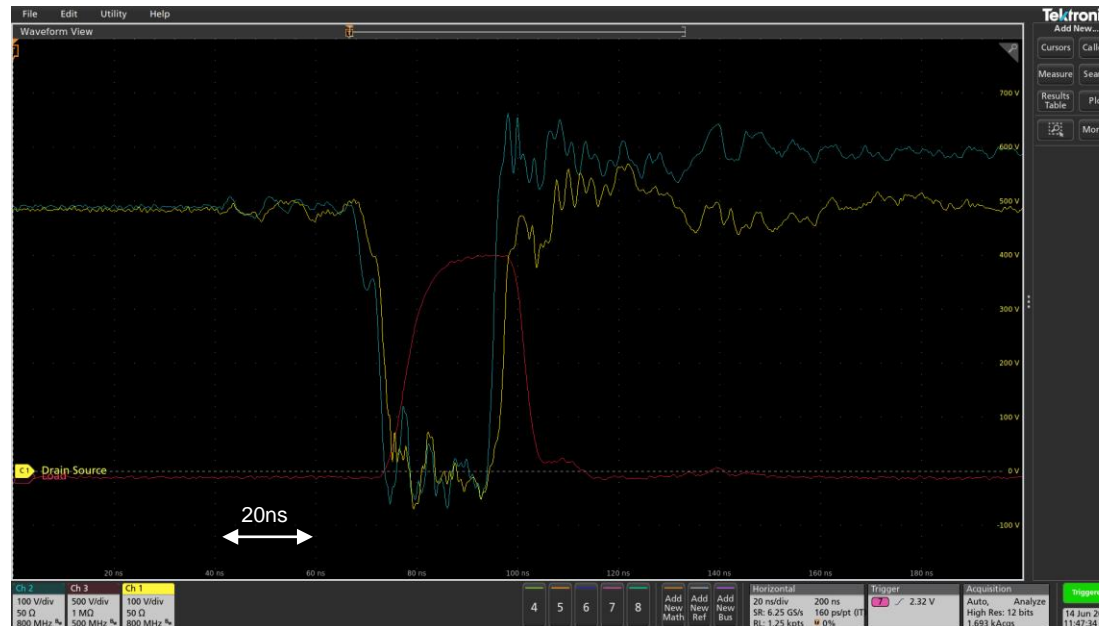 File Edit Utility Help
Tektroni
Waveform View
Add New...
Cursors Call
Measure Sear
Results Table Plo
Mor
700 V
600 V
500 V
400 V
300 V
200 V
100 V
0 V
-100 V
C1 Drain Source
Load
20ns
20 ns 40 ns 60 ns 80 ns 100 ns 120 ns 140 ns 160 ns 180 ns
Ch 2
100 V/div
50 Ω
800 MHz
Ch 3
500 V/div
1 MΩ
500 MHz
Ch 1
100 V/div
50 Ω
800 MHz
4 5 6 7 8
Add New Math
Add New Ref
Add New Bus
Horizontal
20 ns/div 200 ns
SR: 6.25 GS/s 160 ps/pt (IT
RL: 1.25 kpts 0%
Trigger
7 2.32 V
Acquisition
Auto, Analyze
High Res: 12 bits
1.693 kAcqs
Triggere
14 Jun 20
11:47:34